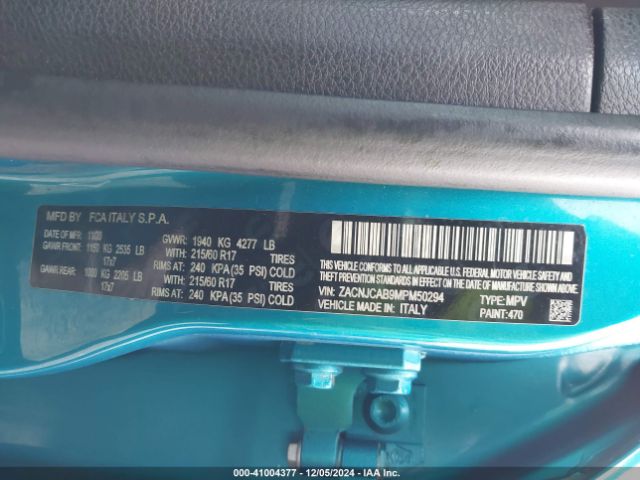 MFD BY FCA ITALY S.P.A.
DATE OF MFR GVWR: 1940 KG 4277 LB
GAWR FRONT: 1150 KG 2535 LB WITH: 215/60 R17 TIRES
17x7 RIMS AT: 240 KPA(35 PSI) COLD
GAWR REAR: 1000 KG 2205 LB WITH: 215/60 R17 TIRES
17x7 RIMS AT: 240 KPA(35 PSI) COLD
THIS VEHICLE CONFORMS TO ALL APPLICABLE FEDERAL MOTOR VEHICLE SAFETY AND THEFT PREVENTION STANDARDS IN EFFECT ON THE DATE OF MANUFACTURE SHOWN ABOVE.
VIN: ZACNJCAB9MPM50294 TYPE: MPV
VEHICLE MADE IN: ITALY PAINT: 470
000-41004377 - 12/05/2024 - IAA Inc.